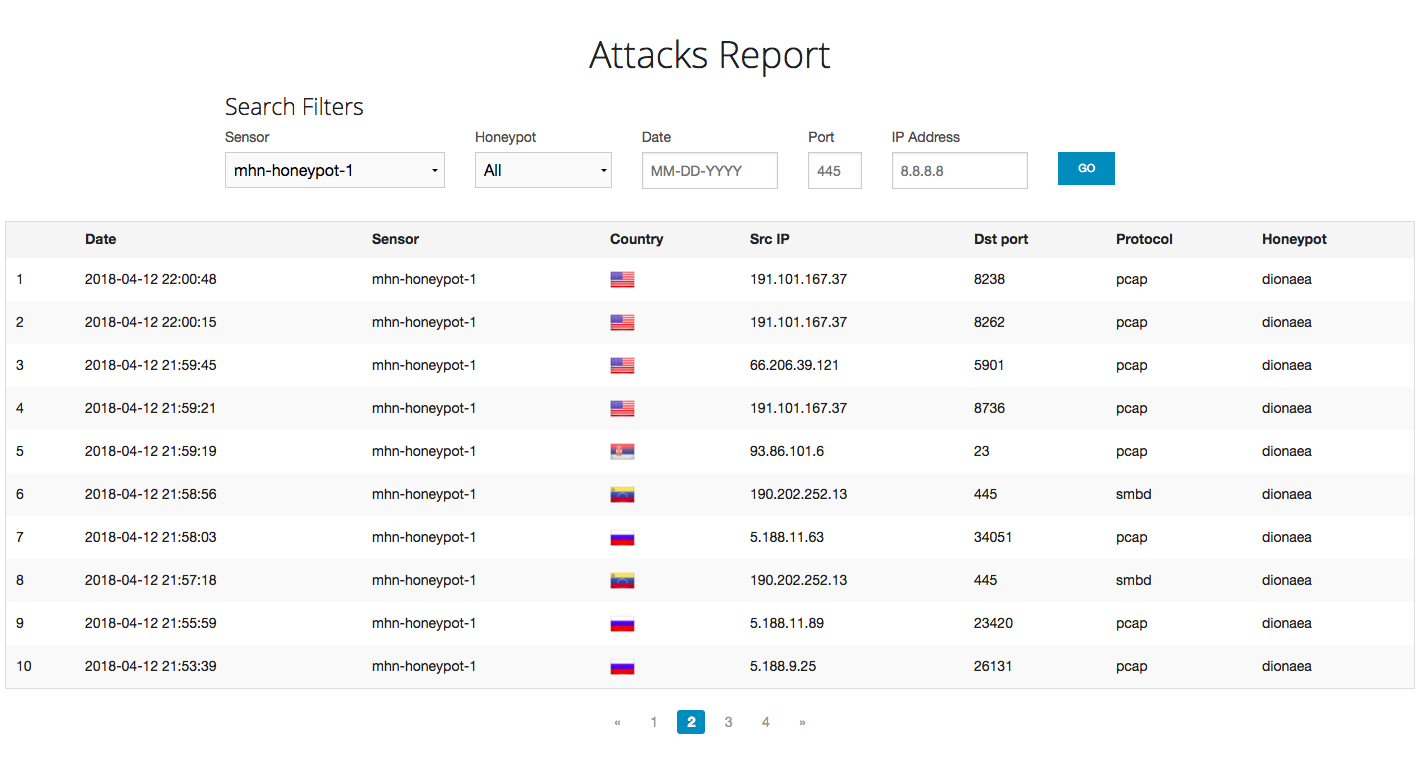 Attacks Report
Search Filters
Sensor Honeypot Date Port IP Address
mhn-honeypot-1 All MM-DD-YYYY 445 8.8.8.8 GO
Date Sensor Country Src IP Dst port Protocol Honeypot
1 2018-04-12 22:00:48 mhn-honeypot-1 191.101.167.37 8238 pcap dionaea
2 2018-04-12 22:00:15 mhn-honeypot-1 191.101.167.37 8262 pcap dionaea
3 2018-04-12 21:59:45 mhn-honeypot-1 66.206.39.121 5901 pcap dionaea
4 2018-04-12 21:59:21 mhn-honeypot-1 191.101.167.37 8736 pcap dionaea
5 2018-04-12 21:59:19 mhn-honeypot-1 93.86.101.6 23 pcap dionaea
6 2018-04-12 21:58:56 mhn-honeypot-1 190.202.252.13 445 smbd dionaea
7 2018-04-12 21:58:03 mhn-honeypot-1 5.188.11.63 34051 pcap dionaea
8 2018-04-12 21:57:18 mhn-honeypot-1 190.202.252.13 445 smbd dionaea
9 2018-04-12 21:55:59 mhn-honeypot-1 5.188.11.89 23420 pcap dionaea
10 2018-04-12 21:53:39 mhn-honeypot-1 5.188.9.25 26131 pcap dionaea
« 1 2 3 4 »